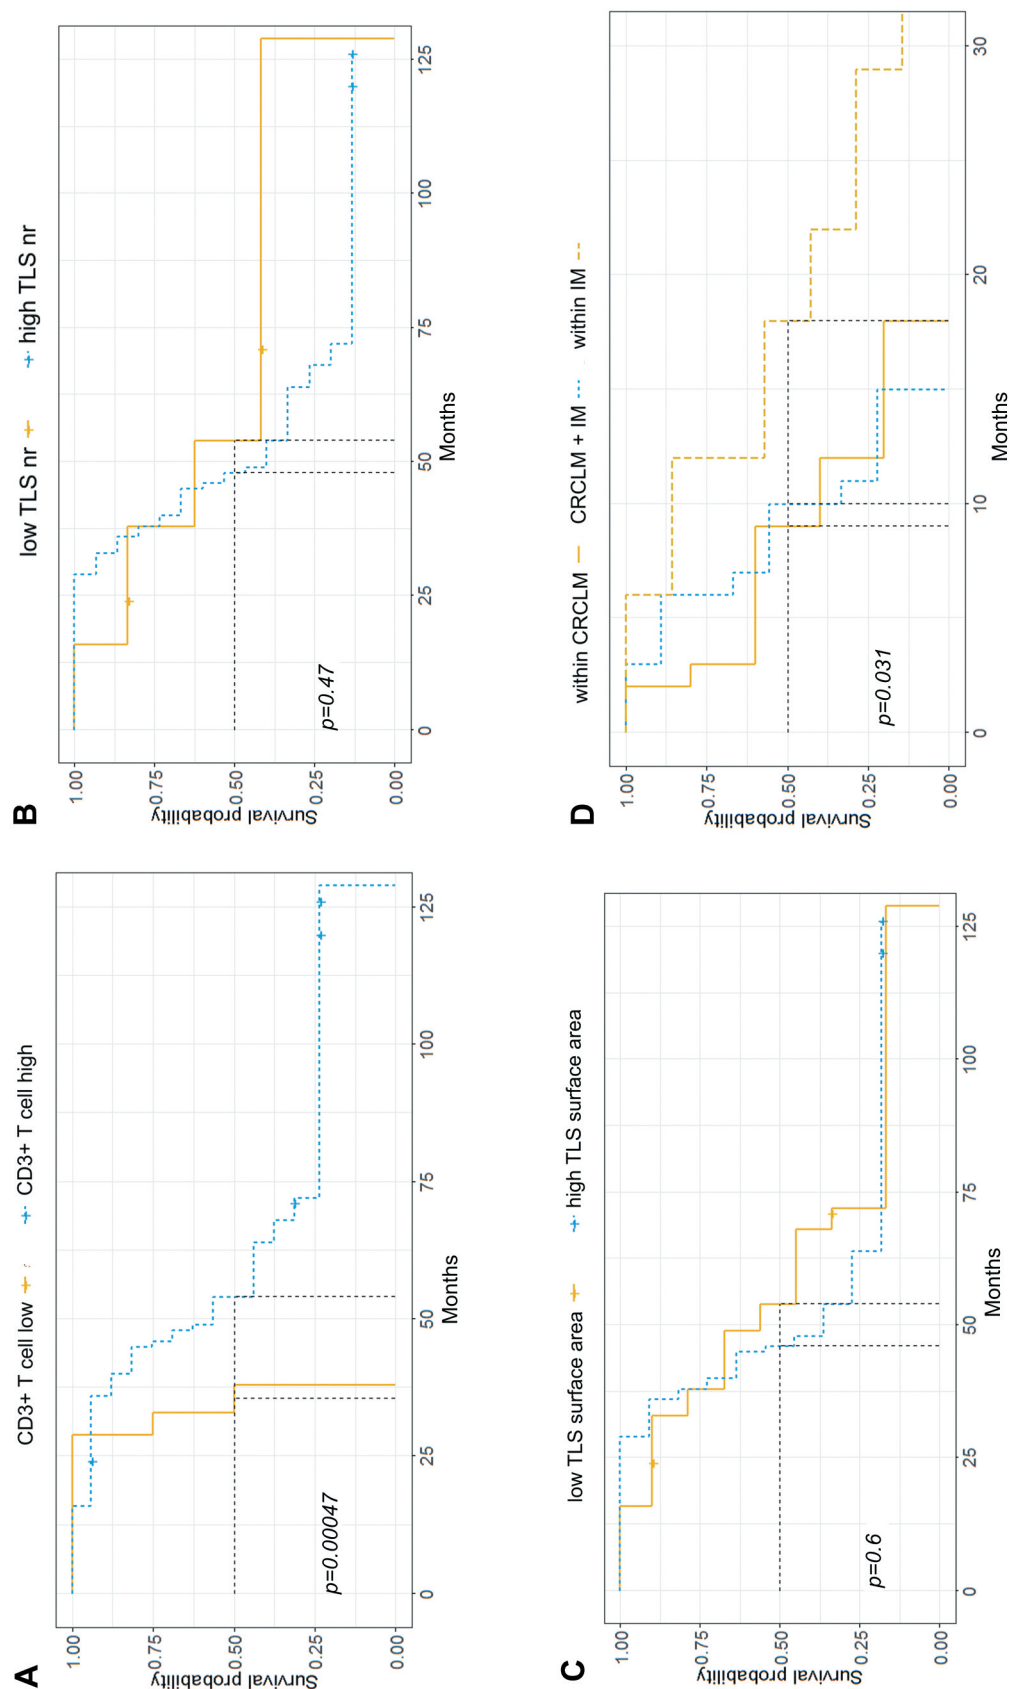 A
CD3+ T cell low
CD3+ T cell high
Survival probability
1.00
0.75
0.50
0.25
0.00
p=0.00047
0
25
50
75
100
125
Months
B
low TLS nr
high TLS nr
Survival probability
1.00
0.75
0.50
0.25
0.00
p=0.47
0
25
50
75
100
125
Months
C
low TLS surface area
high TLS surface area
Survival probability
1.00
0.75
0.50
0.25
0.00
p=0.6
0
25
50
75
100
125
Months
D
within CRCLM
CRCLM + IM
within IM
Survival probability
1.00
0.75
0.50
0.25
0.00
p=0.031
0
10
20
30
Months